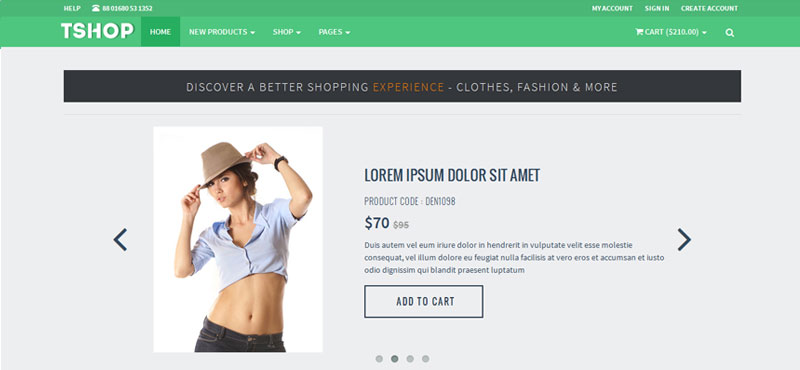 HELP 88 01680 53 1352 MY ACCOUNT SIGN IN CREATE ACCOUNT
TSHOP HOME NEW PRODUCTS SHOP PAGES CART ($210.00)
DISCOVER A BETTER SHOPPING EXPERIENCE - CLOTHES, FASHION & MORE
LOREM IPSUM DOLOR SIT AMET
PRODUCT CODE : DEN1098
$70 $95
Duis autem vel eum iriure dolor in hendrerit in vulputate velit esse molestie
consequat, vel illum dolore eu feugiat nulla facilisis at vero eros et accumsan et iusto
odio dignissim qui blandit praesent luptatum
ADD TO CART